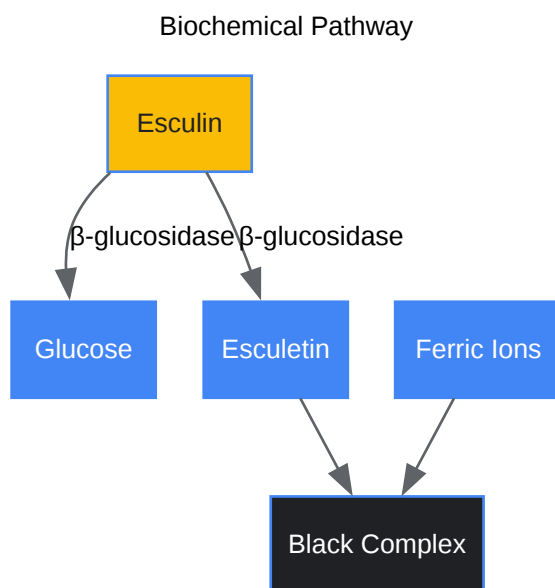 Biochemical Pathway
Esculin
β-glucosidase β-glucosidase
Glucose
Esculetin
Ferric Ions
Black Complex